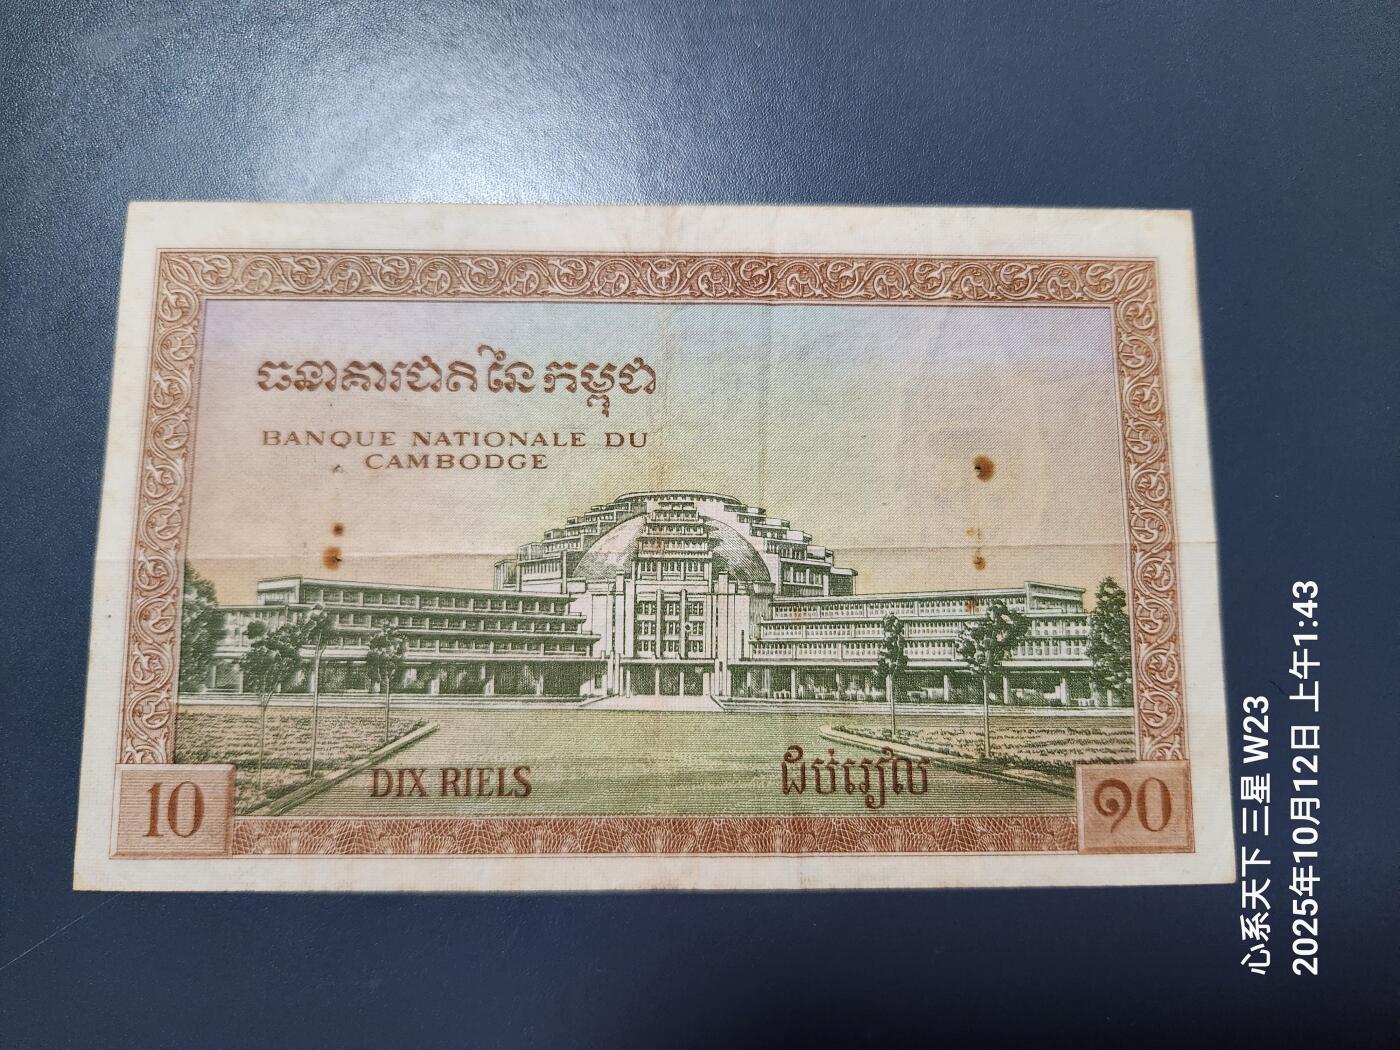 ធនាគារជាតិនៃកម្ពុជា
BANQUE NATIONALE DU
CAMBODGE
DIX RIELS
ដប់រៀល
10
១០
心系天下 三星 W23
2025年10月12日 上午1:43